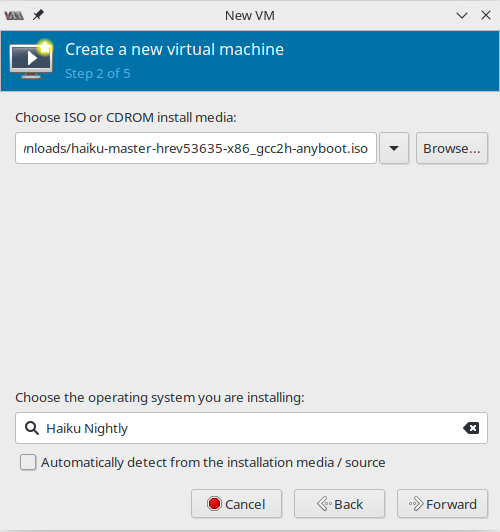 New VM
Create a new virtual machine
Step 2 of 5
Choose ISO or CDROM install media:
nloads/haiku-master-hrev53635-x86_gcc2h-anyboot.iso
Browse...
Choose the operating system you are installing:
Haiku Nightly
Automatically detect from the installation media / source
Cancel
Back
Forward